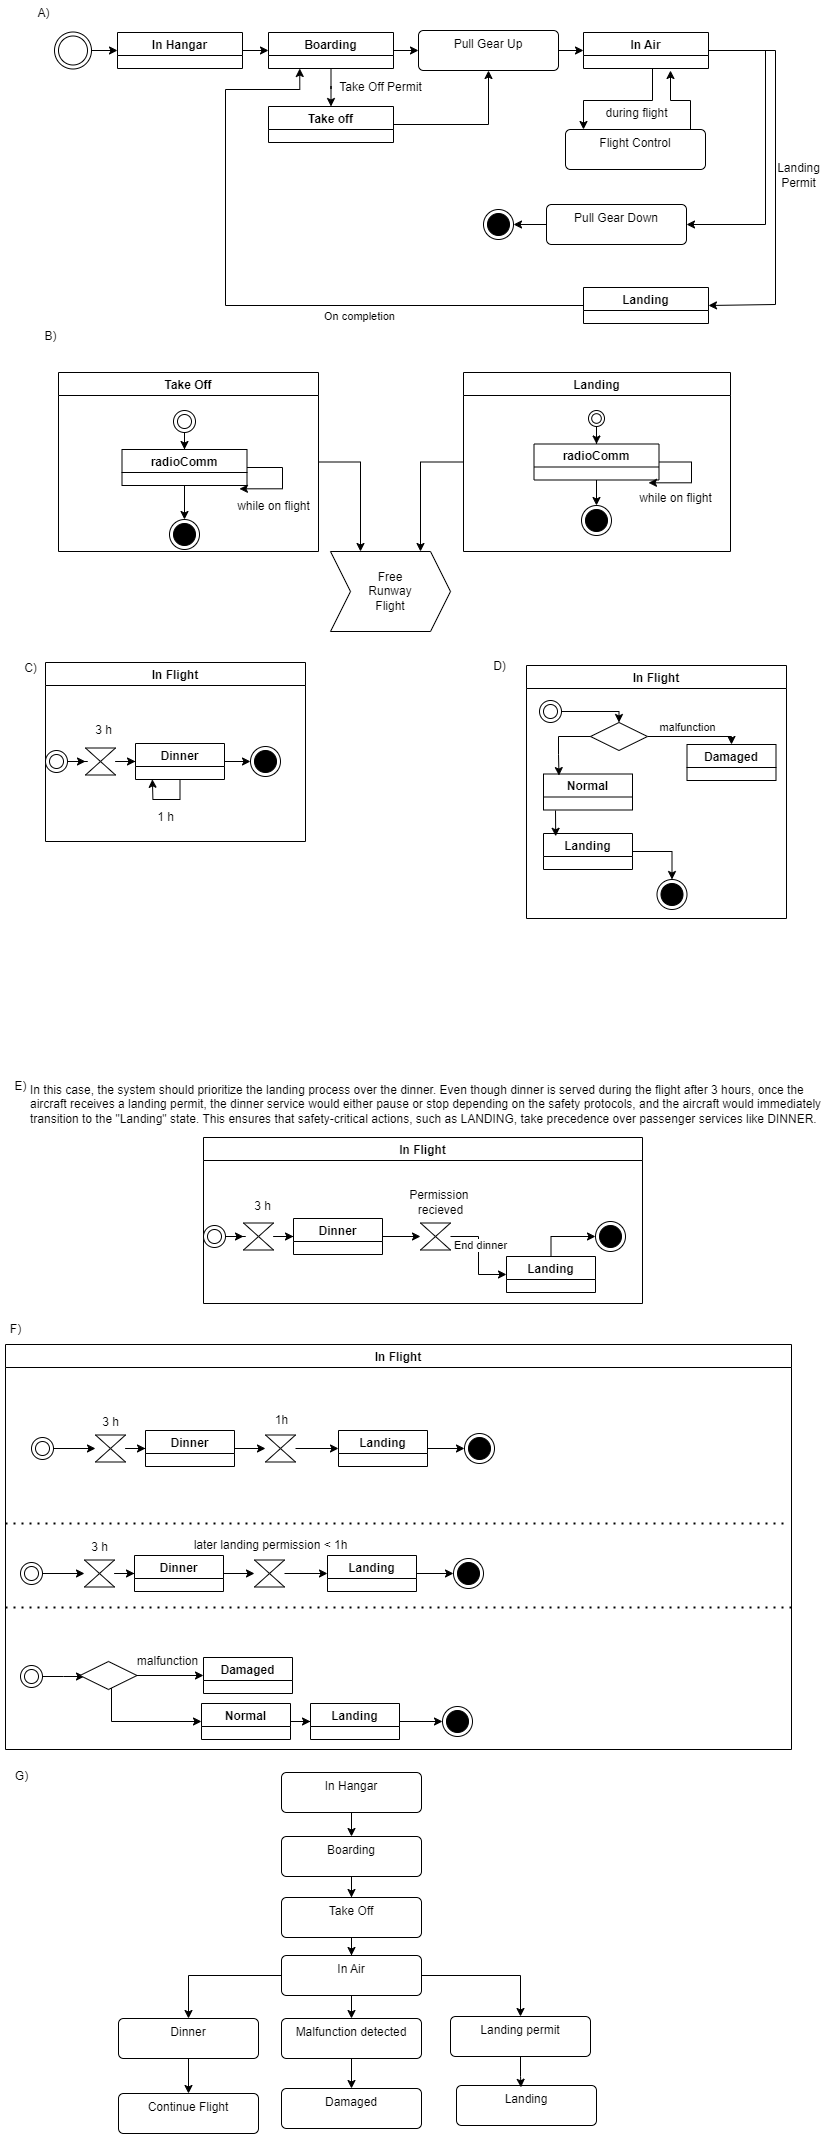 A)
In Hangar
Boarding
Pull Gear Up
In Air
Take Off Permit
Take off
during flight
Flight Control
Landing
Permit
Pull Gear Down
Landing
On completion
B)
Take Off
Landing
radioComm
radioComm
while on flight
while on flight
Free
Runway
Flight
C)
In Flight
3 h
Dinner
1 h
D)
In Flight
malfunction
Damaged
Normal
Landing
E)
In this case, the system should prioritize the landing process over the dinner. Even though dinner is served during the flight after 3 hours, once the
aircraft receives a landing permit, the dinner service would either pause or stop depending on the safety protocols, and the aircraft would immediately
transition to the "Landing" state. This ensures that safety-critical actions, such as LANDING, take precedence over passenger services like DINNER.
In Flight
3 h
Dinner
Permission
recieved
End dinner
Landing
F)
In Flight
3 h
Dinner
1h
Landing
3 h
later landing permission < 1h
Dinner
Landing
malfunction
Damaged
Normal
Landing
G)
In Hangar
Boarding
Take Off
In Air
Dinner
Malfunction detected
Landing permit
Continue Flight
Damaged
Landing